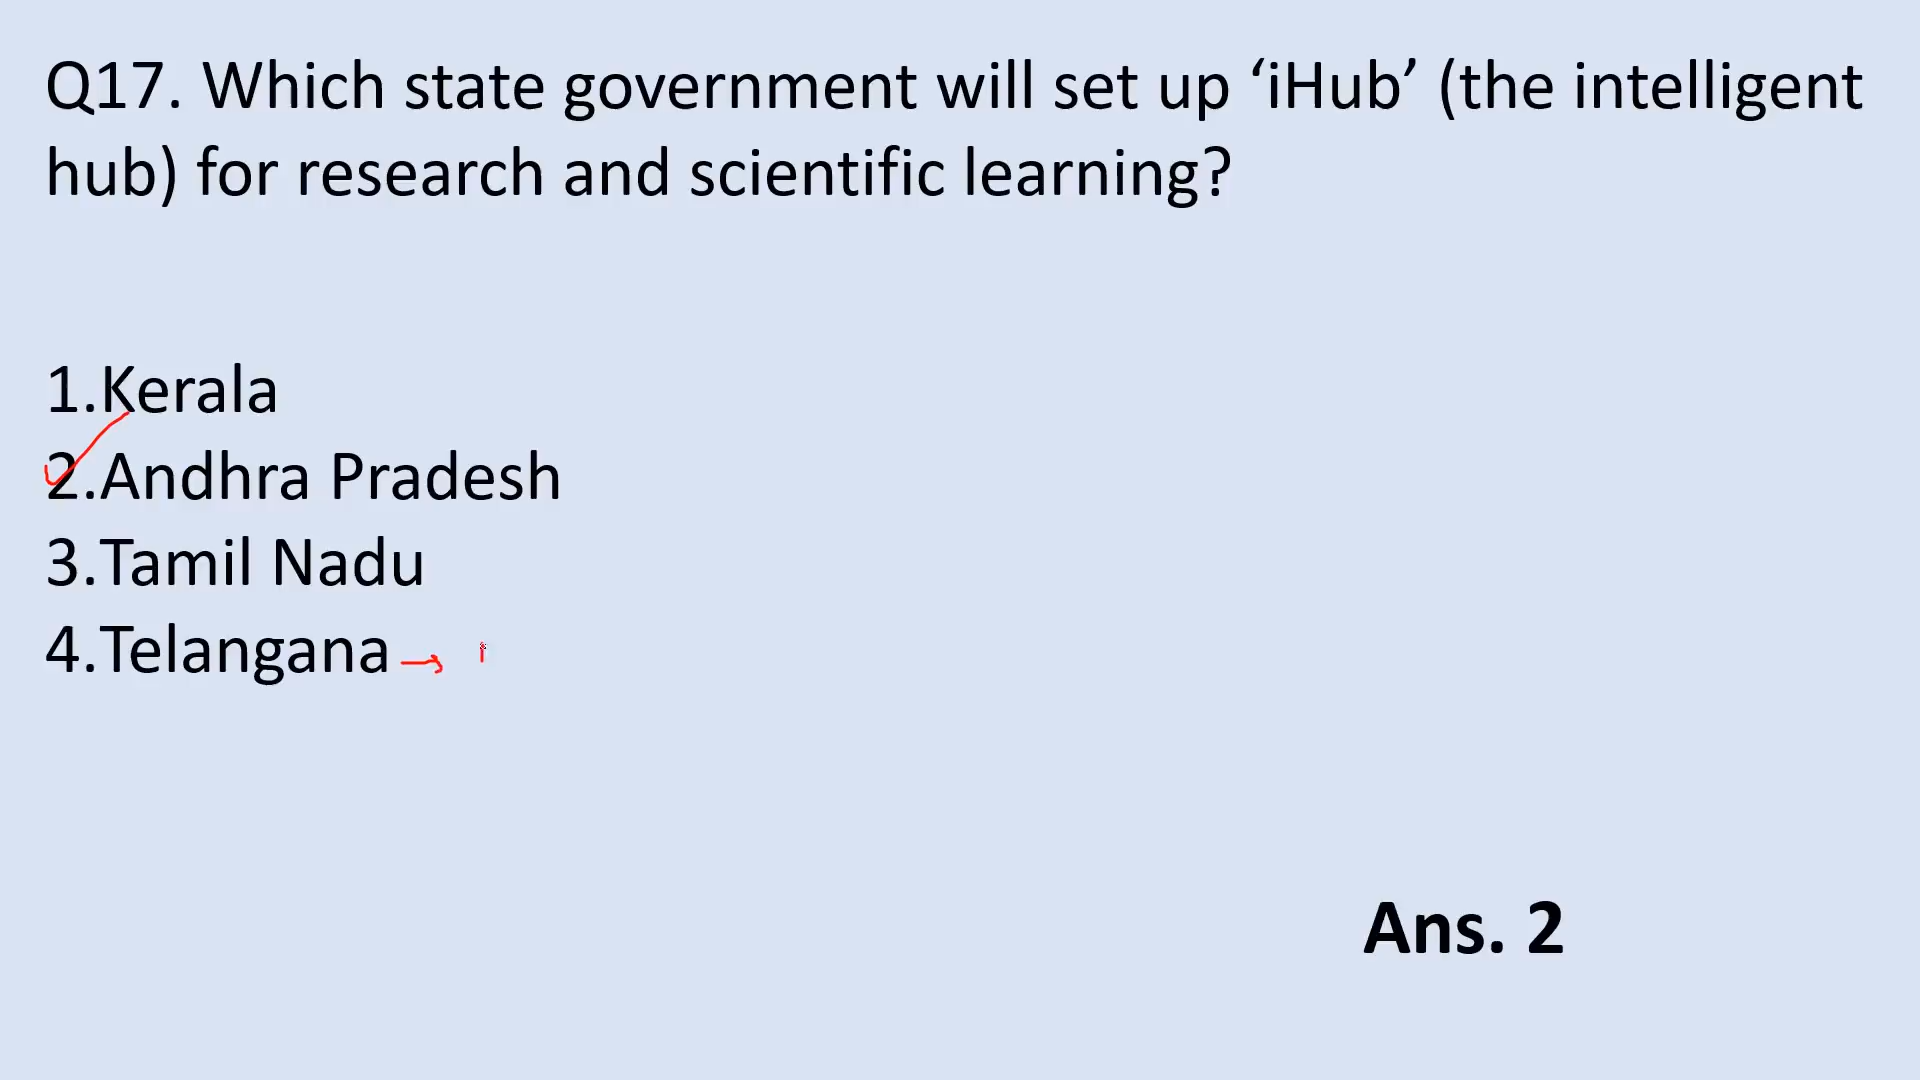 Q17. Which state government will set up ‘iHub’ (the intelligent
hub) for research and scientific learning?
1.Kerala
2.Andhra Pradesh
3.Tamil Nadu
4.Telangana →
Ans. 2